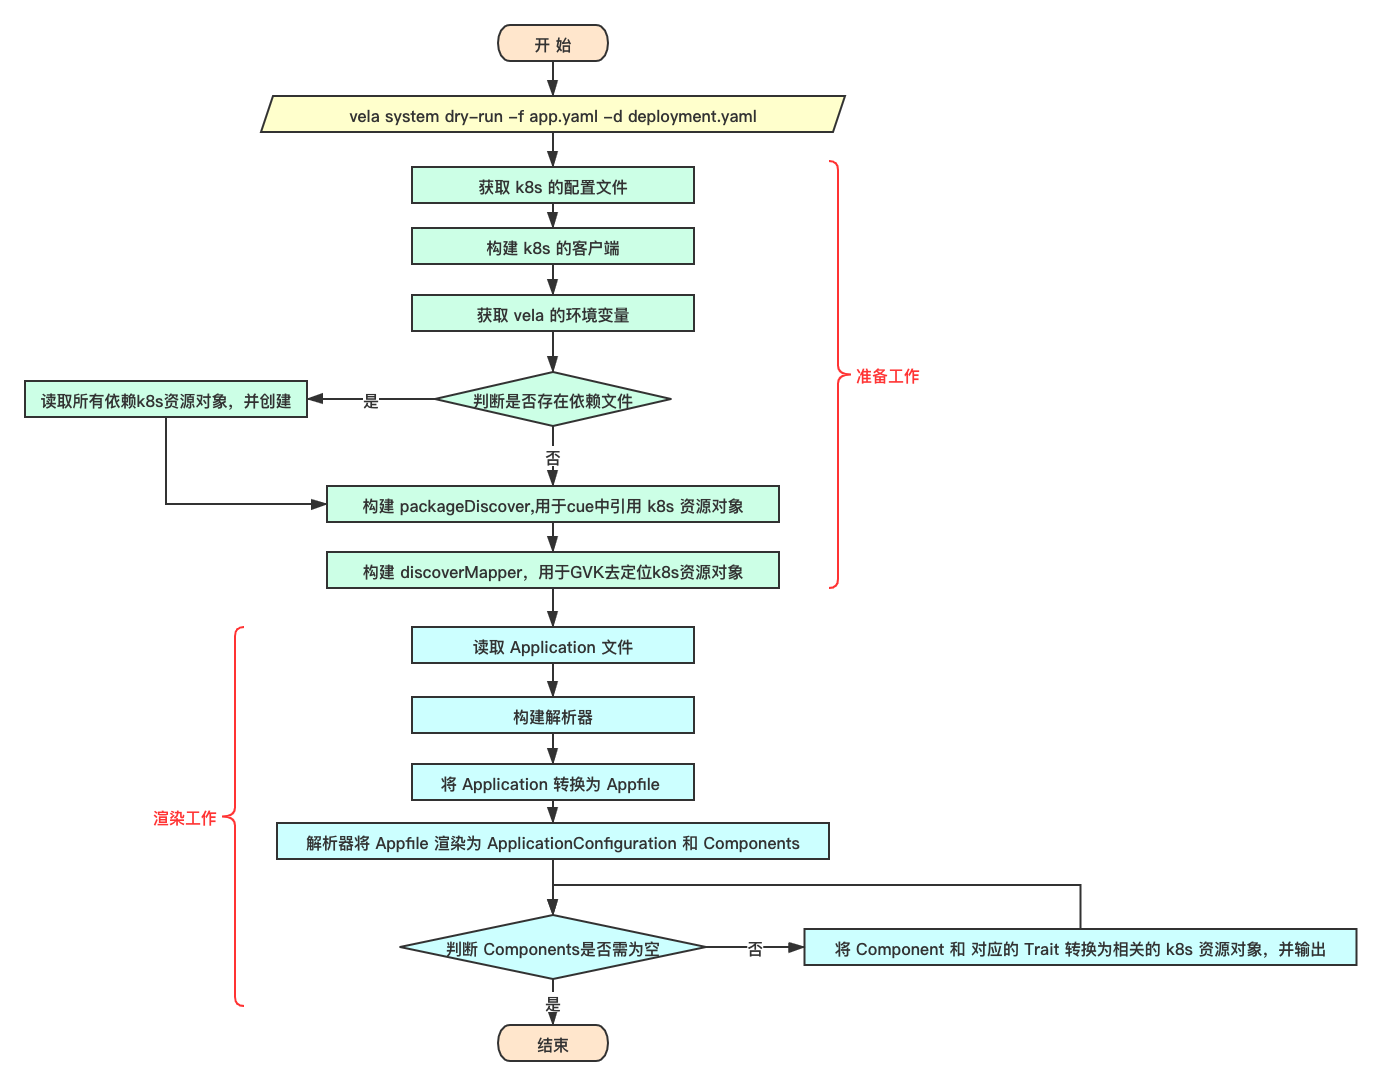 开 始
vela system dry-run -f app.yaml -d deployment.yaml
获取 k8s 的配置文件
构建 k8s 的客户端
获取 vela 的环境变量
准备工作
判断是否存在依赖文件
是
读取所有依赖k8s资源对象，并创建
否
构建 packageDiscover,用于cue中引用 k8s 资源对象
构建 discoverMapper，用于GVK去定位k8s资源对象
读取 Application 文件
构建解析器
将 Application 转换为 Appfile
渲染工作
解析器将 Appfile 渲染为 ApplicationConfiguration 和 Components
判断 Components是否需为空
否
将 Component 和 对应的 Trait 转换为相关的 k8s 资源对象，并输出
是
结束